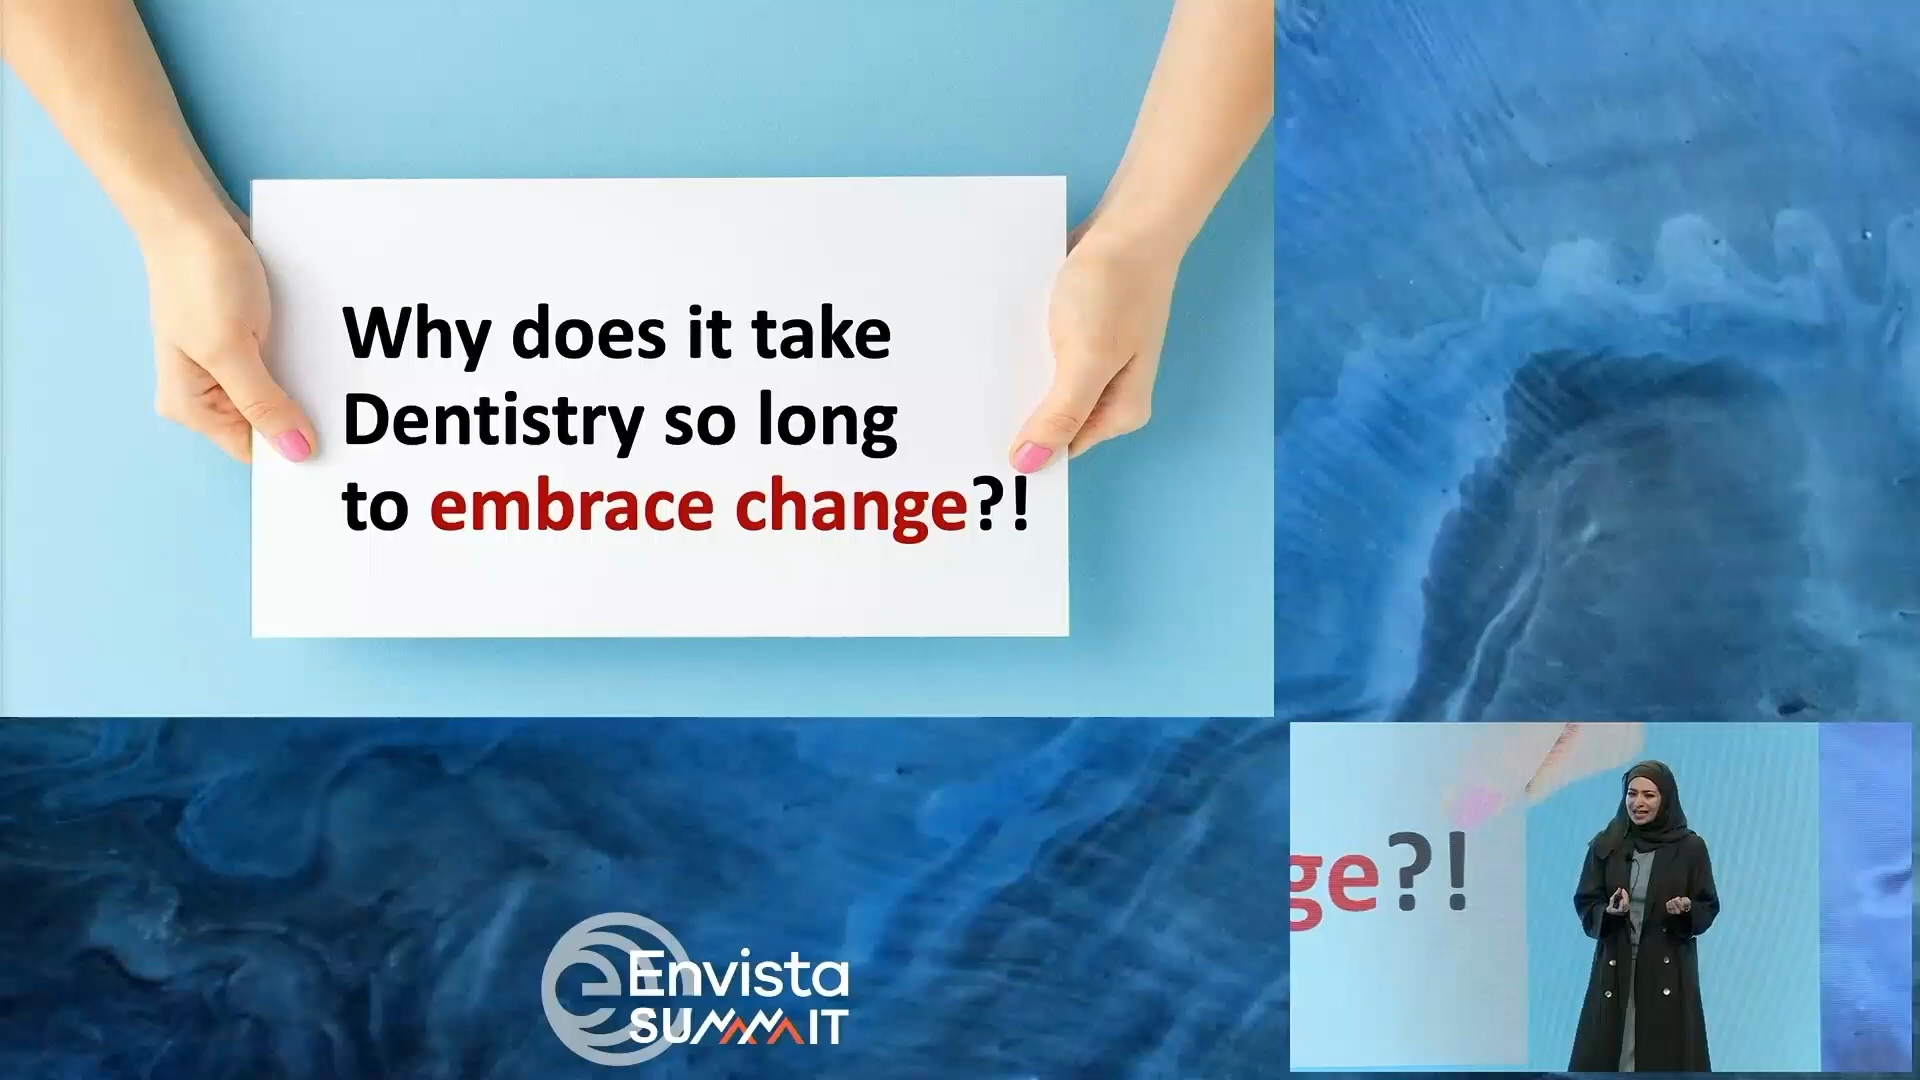 Why does it take
Dentistry so long
to embrace change?!
ge?!
Envista
SUMMIT